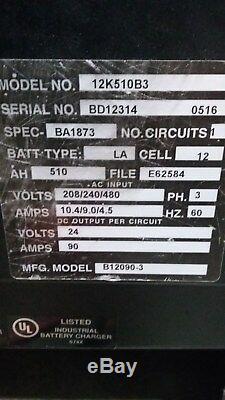 MODEL NO. 12K510B3
SERIAL NO. BD12314 0516
SPEC- BA1873 NO. CIRCUITS 1
BATT-TYPE: LA CELL 12
AH 510 FILE E62584
AC INPUT
VOLTS 208/240/480 PH. 3
AMPS 10.4/9.0/4.5 HZ. 60
DC OUTPUT PER CIRCUIT
VOLTS 24
AMPS 90
MFG. MODEL B12090-3
UL LISTED
INDUSTRIAL
BATTERY CHARGER
ebay